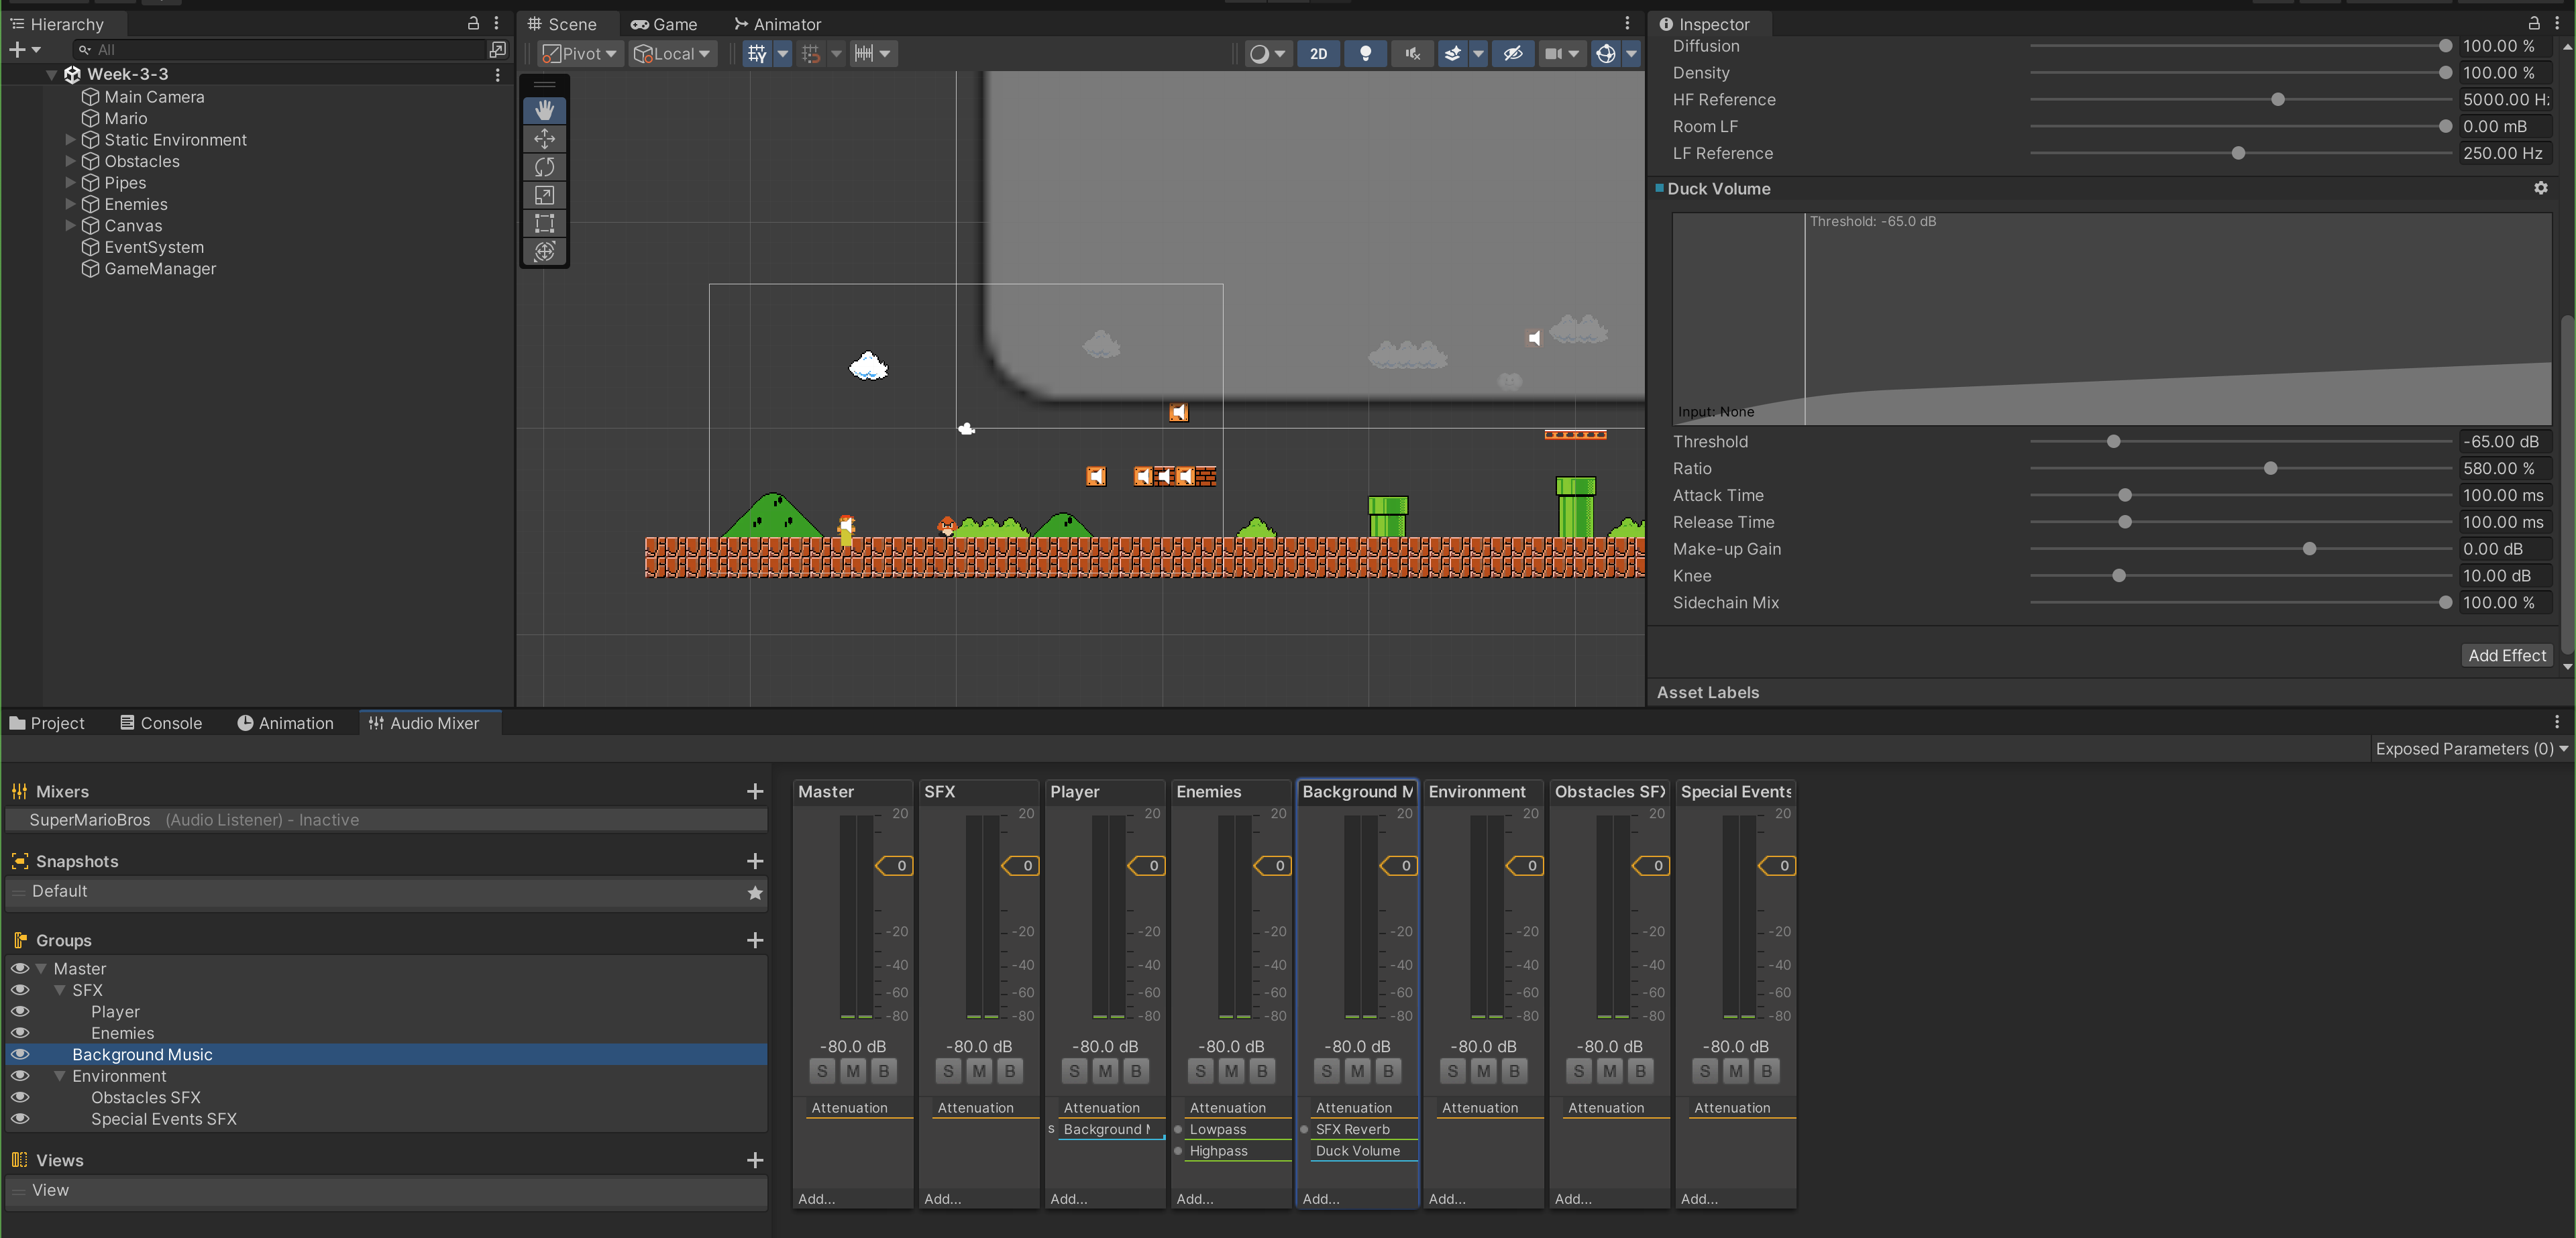 Hierarchy
All
Week-3-3
Main Camera
Mario
Static Environment
Obstacles
Pipes
Enemies
Canvas
EventSystem
GameManager
Scene
Game
Animator
Pivot
Local
2D
Inspector
Diffusion 100.00 %
Density 100.00 %
HF Reference 5000.00 H
Room LF 0.00 mB
LF Reference 250.00 Hz
Duck Volume
Threshold: -65.0 dB
Input: None
Threshold -65.00 dB
Ratio 580.00 %
Attack Time 100.00 ms
Release Time 100.00 ms
Make-up Gain 0.00 dB
Knee 10.00 dB
Sidechain Mix 100.00 %
Add Effect
Asset Labels
Project
Console
Animation
Audio Mixer
Exposed Parameters (0)
Mixers
SuperMarioBros (Audio Listener) - Inactive
Snapshots
Default
Groups
Master
SFX
Player
Enemies
Background Music
Environment
Obstacles SFX
Special Events SFX
Views
View
Master
20
0
-20
-40
-60
-80
-80.0 dB
S M B
Attenuation
Add...
SFX
20
0
-20
-40
-60
-80
-80.0 dB
S M B
Attenuation
Add...
Player
20
0
-20
-40
-60
-80
-80.0 dB
S M B
Attenuation
s Background M
Add...
Enemies
20
0
-20
-40
-60
-80
-80.0 dB
S M B
Attenuation
Lowpass
Highpass
Add...
Background M
20
0
-20
-40
-60
-80
-80.0 dB
S M B
Attenuation
SFX Reverb
Duck Volume
Add...
Environment
20
0
-20
-40
-60
-80
-80.0 dB
S M B
Attenuation
Add...
Obstacles SFX
20
0
-20
-40
-60
-80
-80.0 dB
S M B
Attenuation
Add...
Special Events
20
0
-20
-40
-60
-80
-80.0 dB
S M B
Attenuation
Add...